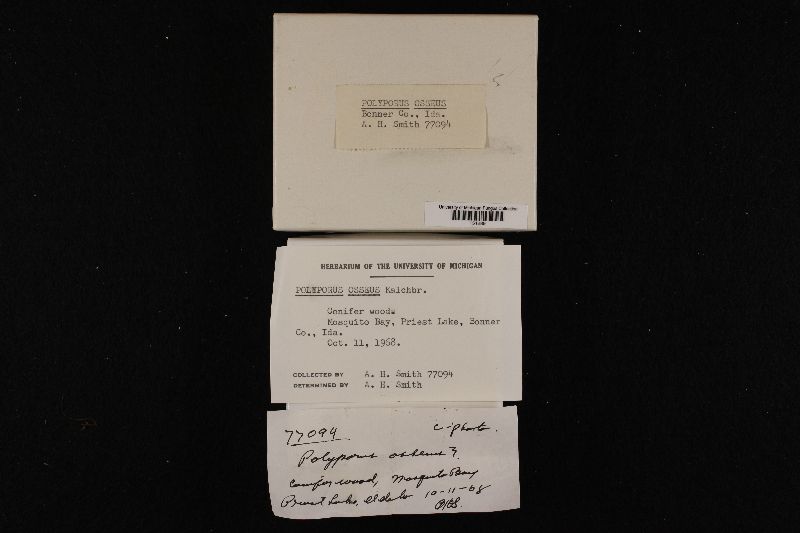 POLYPORUS OSSEUS
Bonner Co., Ida.
A. H. Smith 77094
University of Michigan Fungus Collection
HERBARIUM OF THE UNIVERSITY OF MICHIGAN
POLYPORUS OSSEUS Kalchbr.
Conifer woods
Mosquito Bay, Priest Lake, Bonner
Co., Ida.
Oct. 11, 1968.
COLLECTED BY A. H. Smith 77094
DETERMINED BY A. H. Smith
77094
Polyporus osseus?
Conifer wood, Mosquito Bay
Priest Lake, Idaho 10-11-68
AHS.